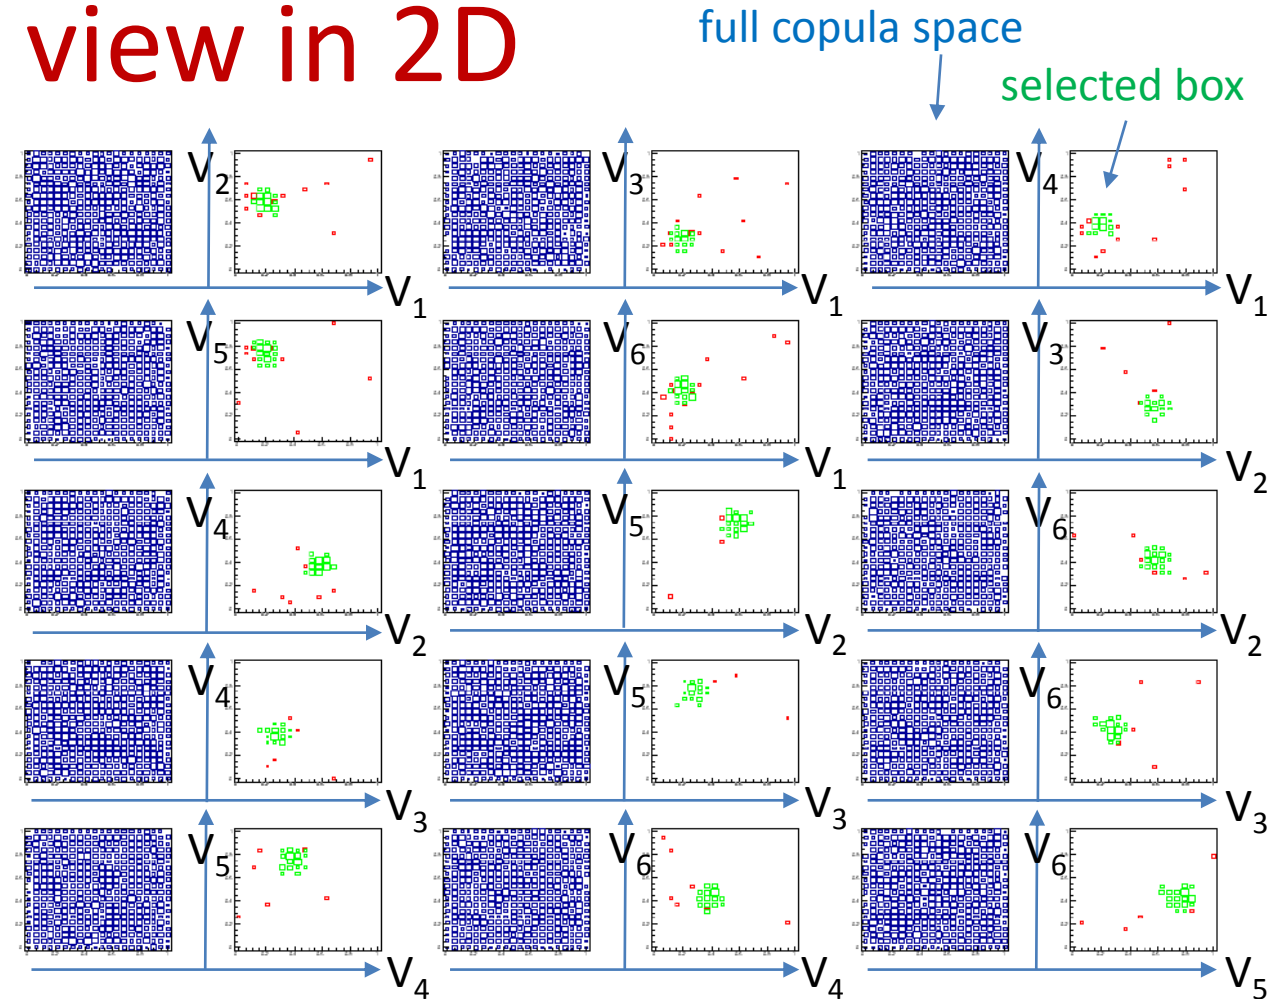 view in 2D
full copula space
selected box
V2 V3 V4
V1 V1 V1
V5 V6 V3
V1 V1 V2
V4 V5 V6
V2 V2 V2
V4 V5 V6
V3 V3 V3
V5 V6 V6
V4 V4 V5